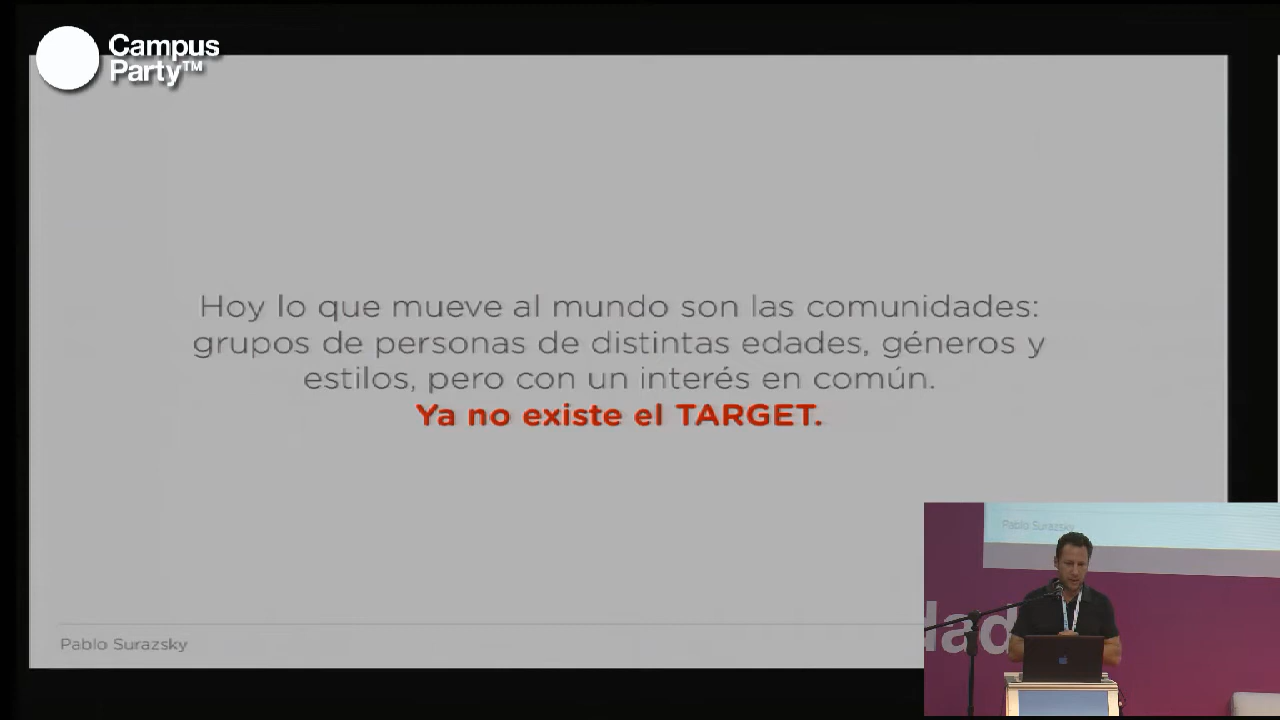 Campus
Party™
Hoy lo que mueve al mundo son las comunidades:
grupos de personas de distintas edades, géneros y
estilos, pero con un interés en común.
Ya no existe el TARGET.
Pablo Surazsky
Pablo Surazsky
dad